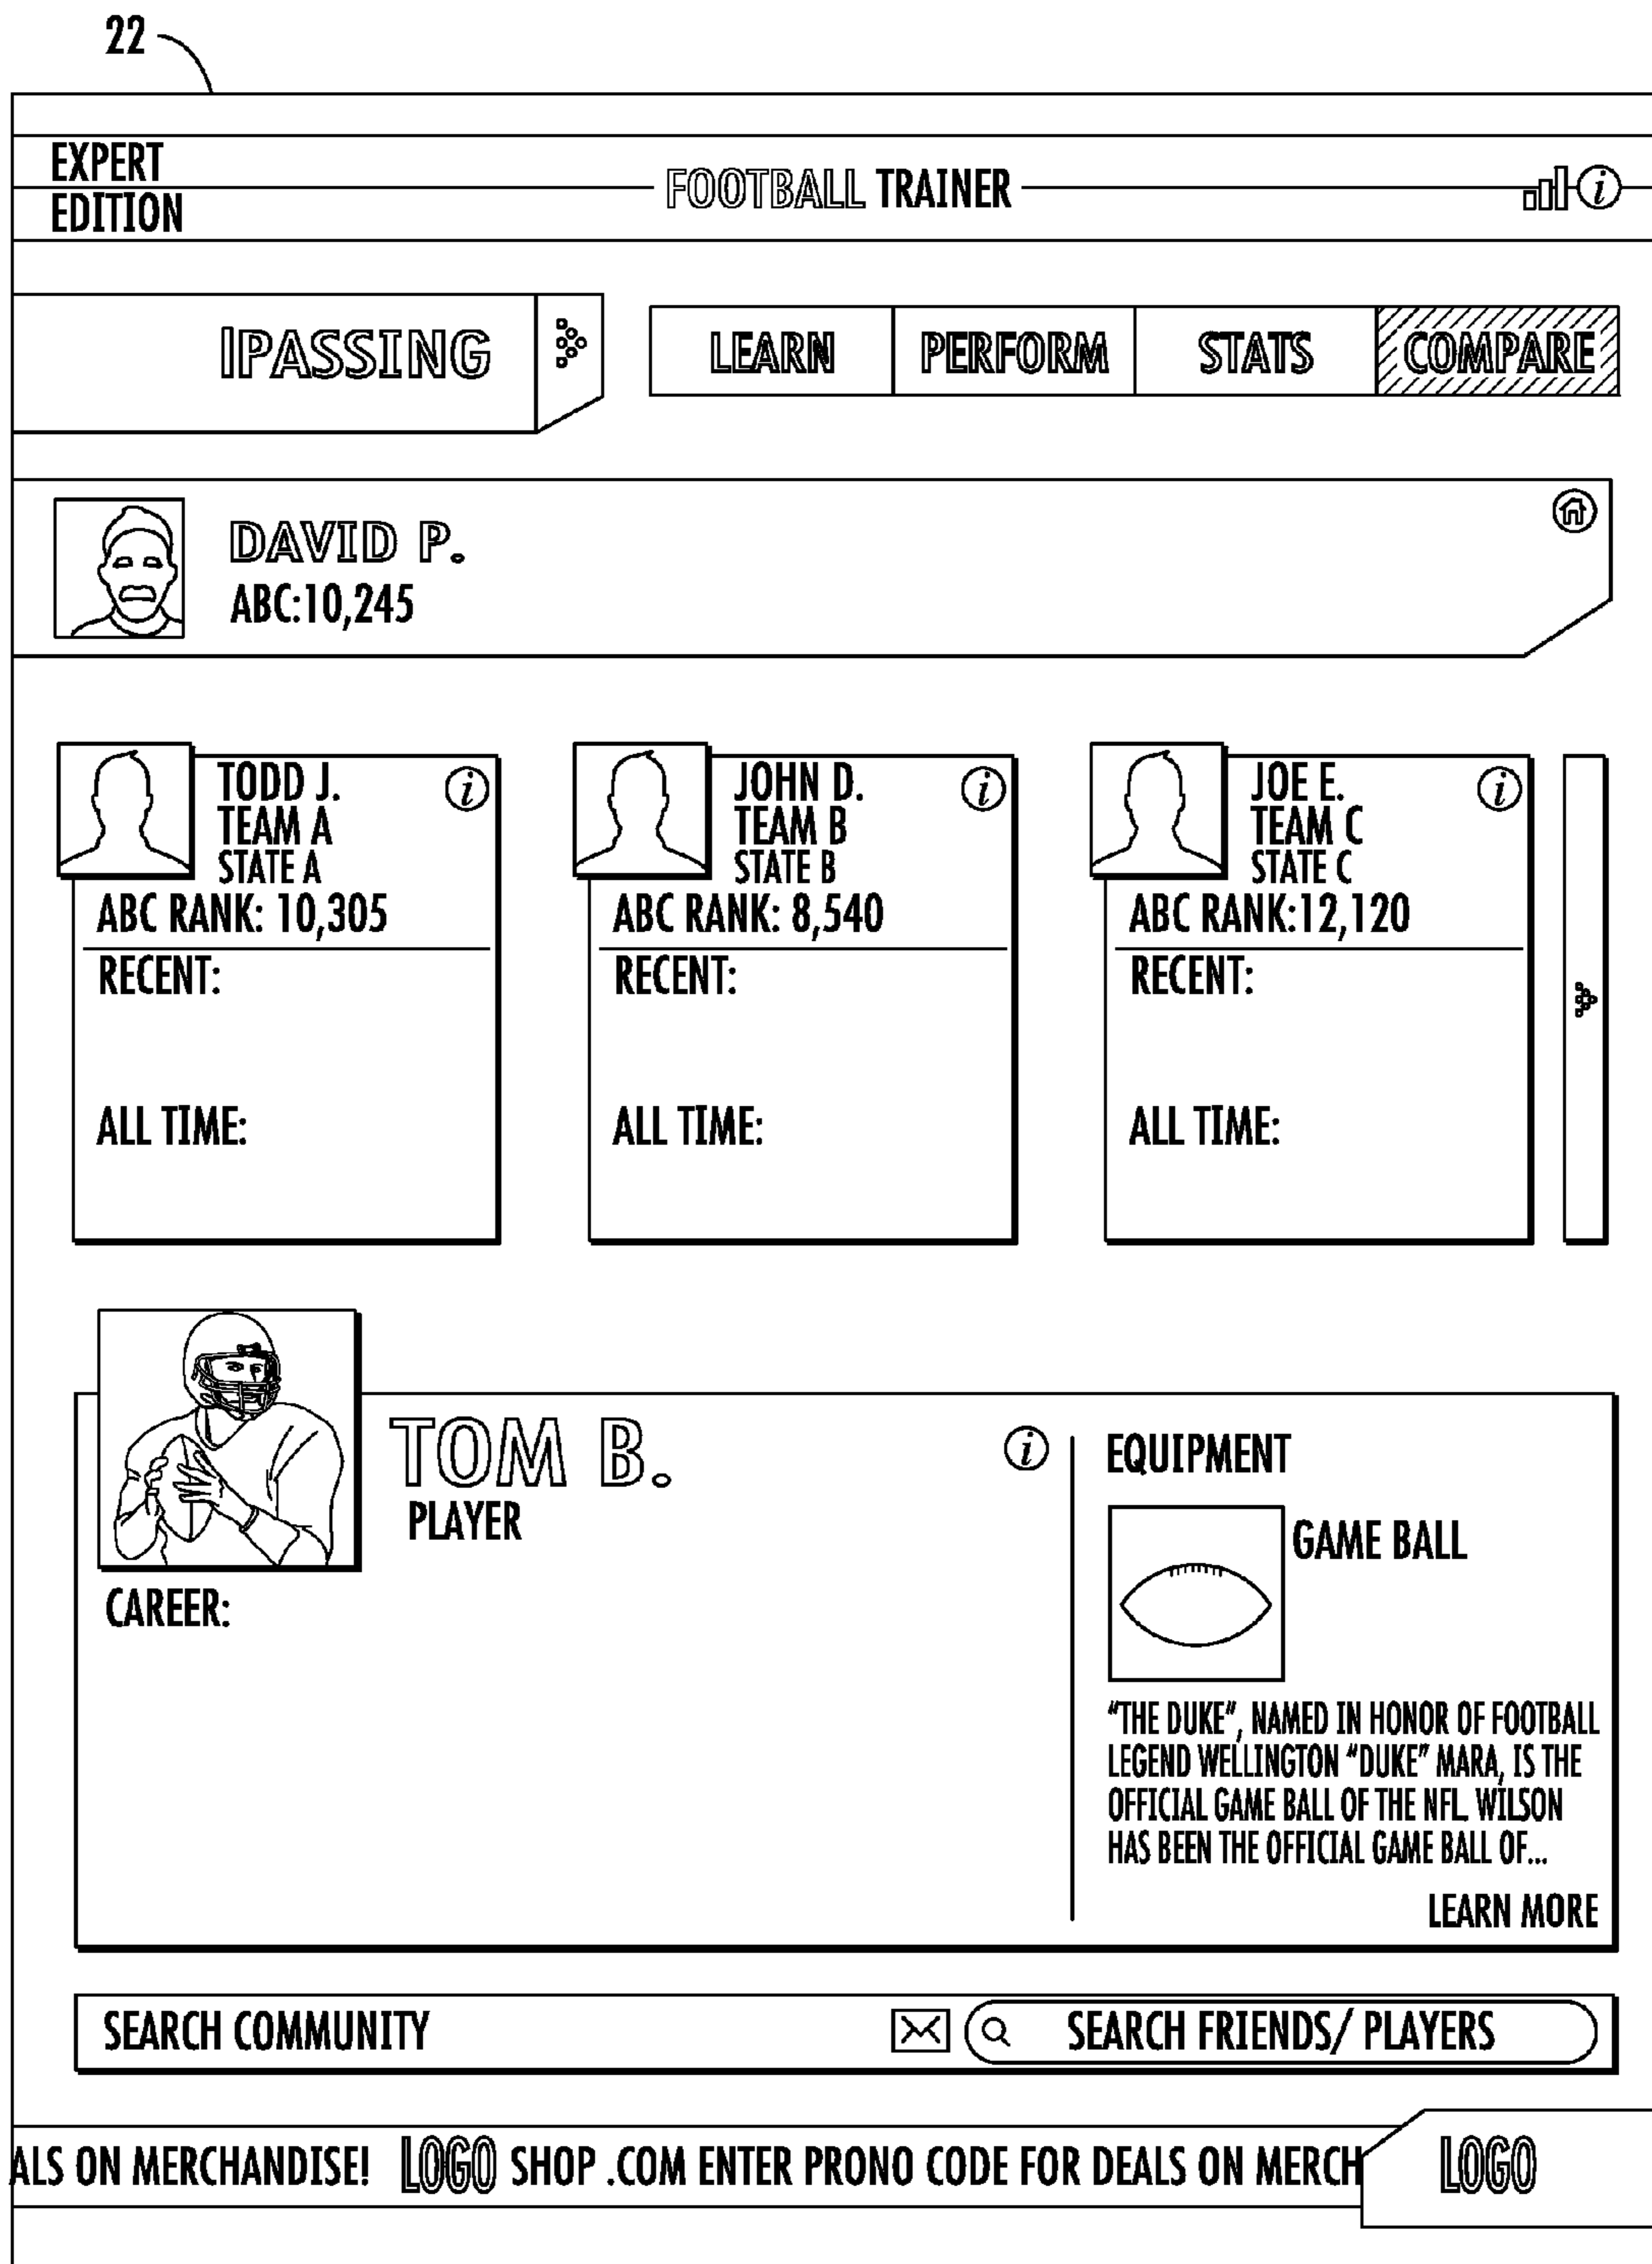 22
EXPERT
EDITION
FOOTBALL TRAINER
i
IPASSING
LEARN PERFORM STATS COMPARE
DAVID P.
ABC:10,245
TODD J.
TEAM A
STATE A
ABC RANK: 10,305
RECENT:
ALL TIME:
i
JOHN D.
TEAM B
STATE B
ABC RANK: 8,540
RECENT:
ALL TIME:
i
JOE E.
TEAM C
STATE C
ABC RANK:12,120
RECENT:
ALL TIME:
i
TOM B.
PLAYER
CAREER:
i
EQUIPMENT
GAME BALL
“THE DUKE”, NAMED IN HONOR OF FOOTBALL
LEGEND WELLINGTON “DUKE” MARA, IS THE
OFFICIAL GAME BALL OF THE NFL. WILSON
HAS BEEN THE OFFICIAL GAME BALL OF...
LEARN MORE
SEARCH COMMUNITY
SEARCH FRIENDS/ PLAYERS
ALS ON MERCHANDISE! LOGO SHOP .COM ENTER PRONO CODE FOR DEALS ON MERCH
LOGO